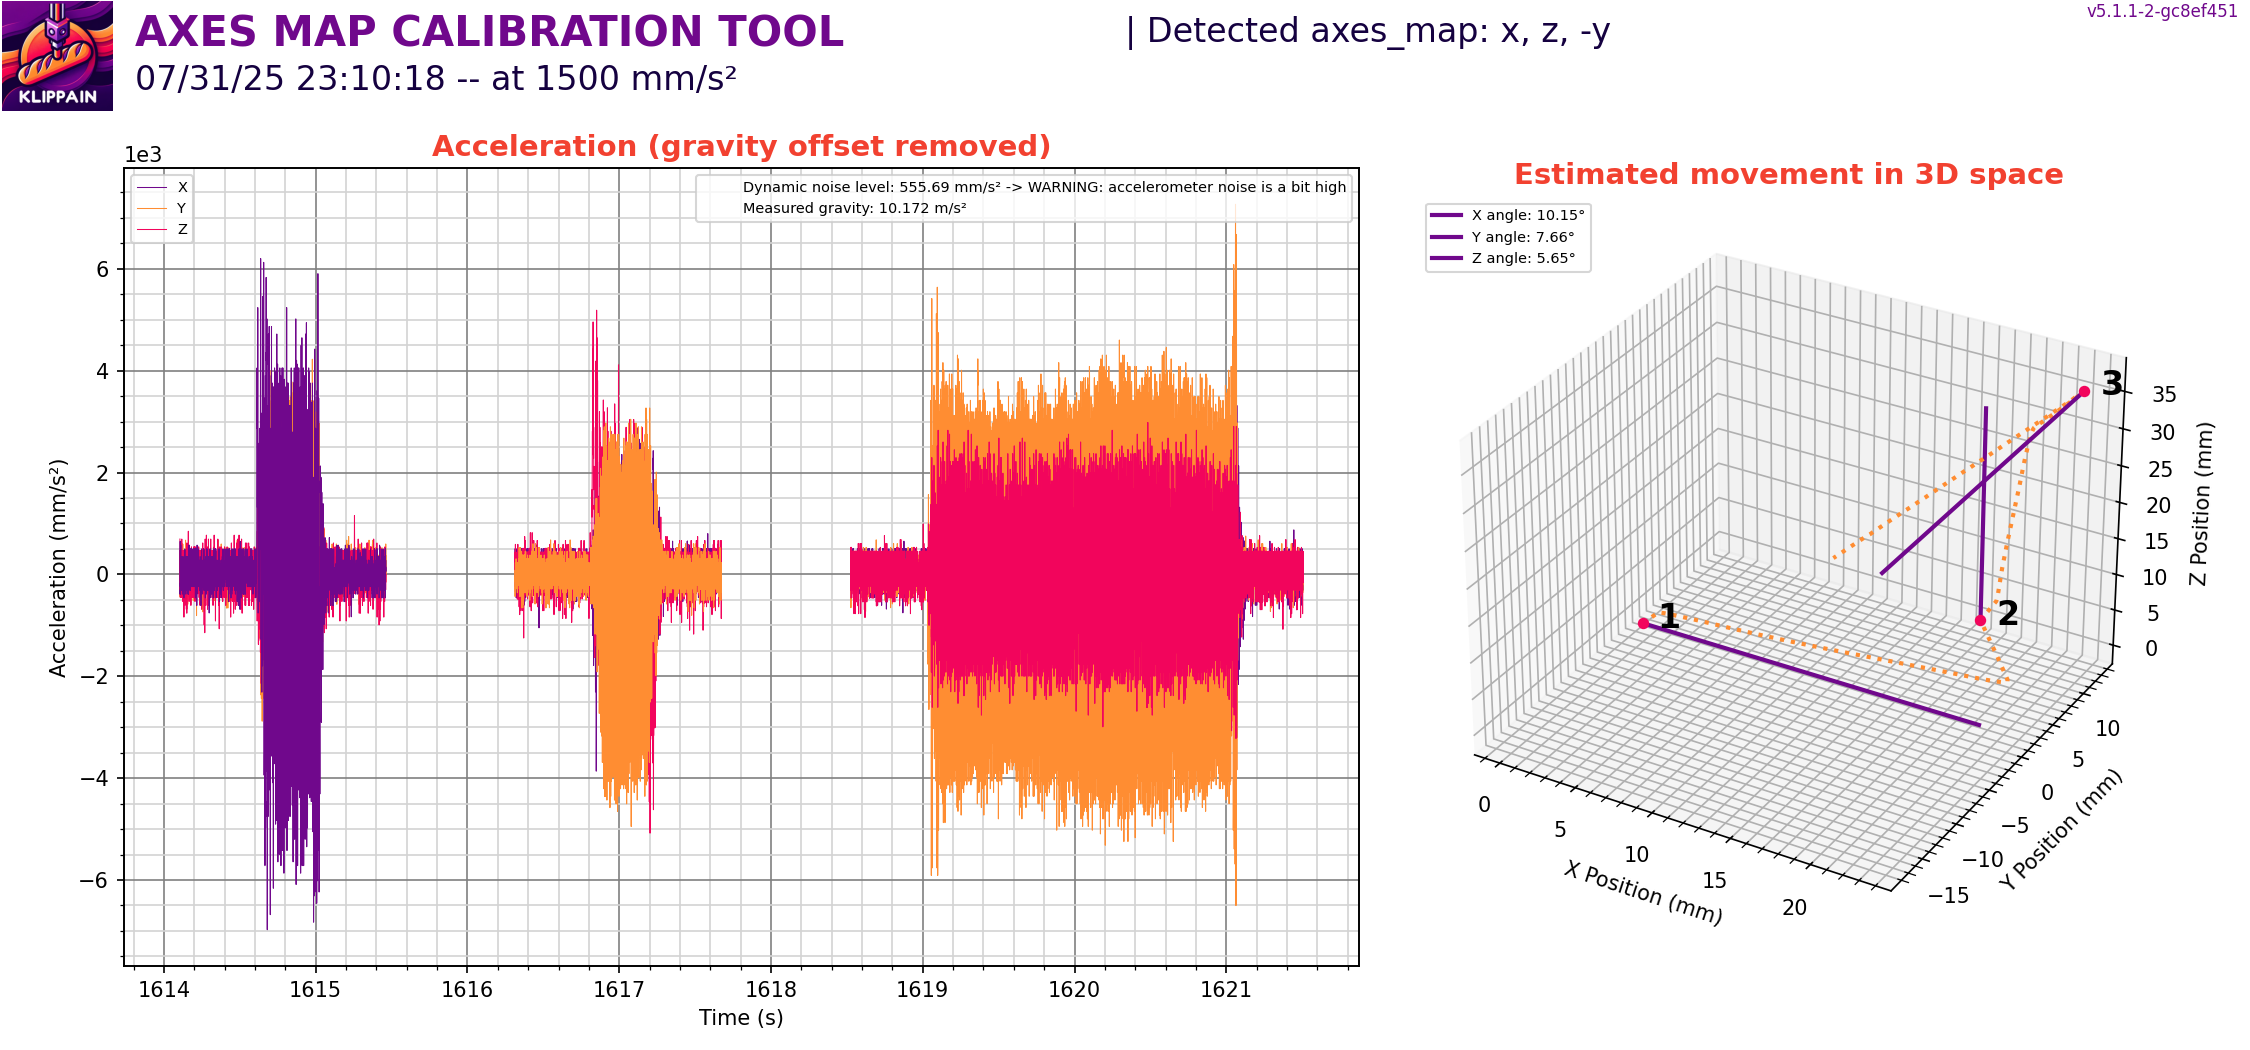 AXES MAP CALIBRATION TOOL
| Detected axes_map: x, z, -y
v5.1.1-2-gc8ef451
07/31/25 23:10:18 -- at 1500 mm/s²
KLIPPAIN
Acceleration (gravity offset removed)
1e3
X
Y
Z
Dynamic noise level: 555.69 mm/s² -> WARNING: accelerometer noise is a bit high
Measured gravity: 10.172 m/s²
6
4
2
0
−2
−4
−6
Acceleration (mm/s²)
1614 1615 1616 1617 1618 1619 1620 1621
Time (s)
Estimated movement in 3D space
X angle: 10.15°
Y angle: 7.66°
Z angle: 5.65°
1
2
3
35
30
25
20
15
10
5
0
Z Position (mm)
10
5
0
−5
−10
−15
Y Position (mm)
0
5
10
15
20
X Position (mm)